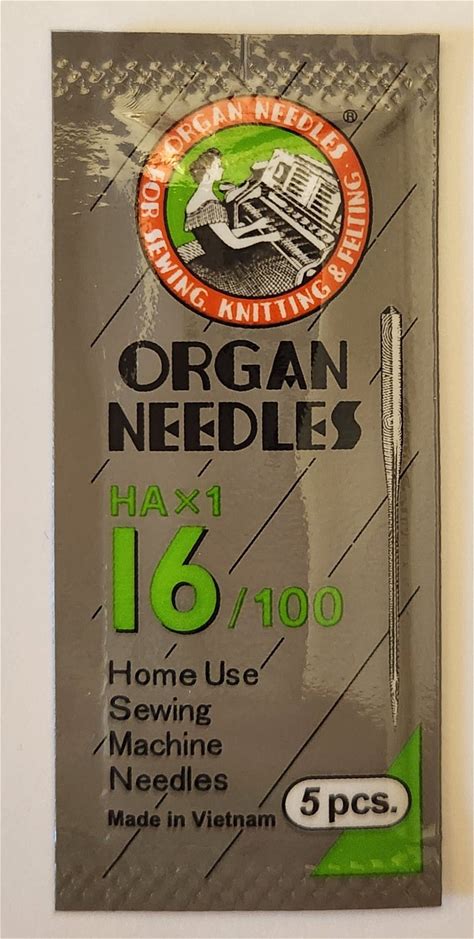 FOR ORGAN NEEDLES ®
SEWING, KNITTING & FELTING
ORGAN
NEEDLES
HA×1
16/100
Home Use
Sewing
Machine
Needles
Made in Vietnam
5 pcs.